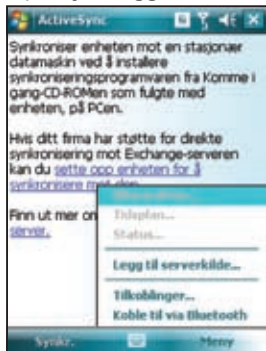 ActiveSync
Synkroniser enheten mot en stasjonær
datamaskin ved å installere
synkroniseringsprogramvaren fra Komme i
gang-CD-ROMen som fulgte med
enheten, på PCen.
Hvis ditt firma har støtte for direkte
synkronisering mot Exchange-serveren
kan du sette opp enheten for å
synkronisere mot den.
Finn ut mer om
server.
Tidsplan...
Status...
Legg til serverkilde...
Tilkoblinger...
Koble til via Bluetooth
Synkr.
Meny